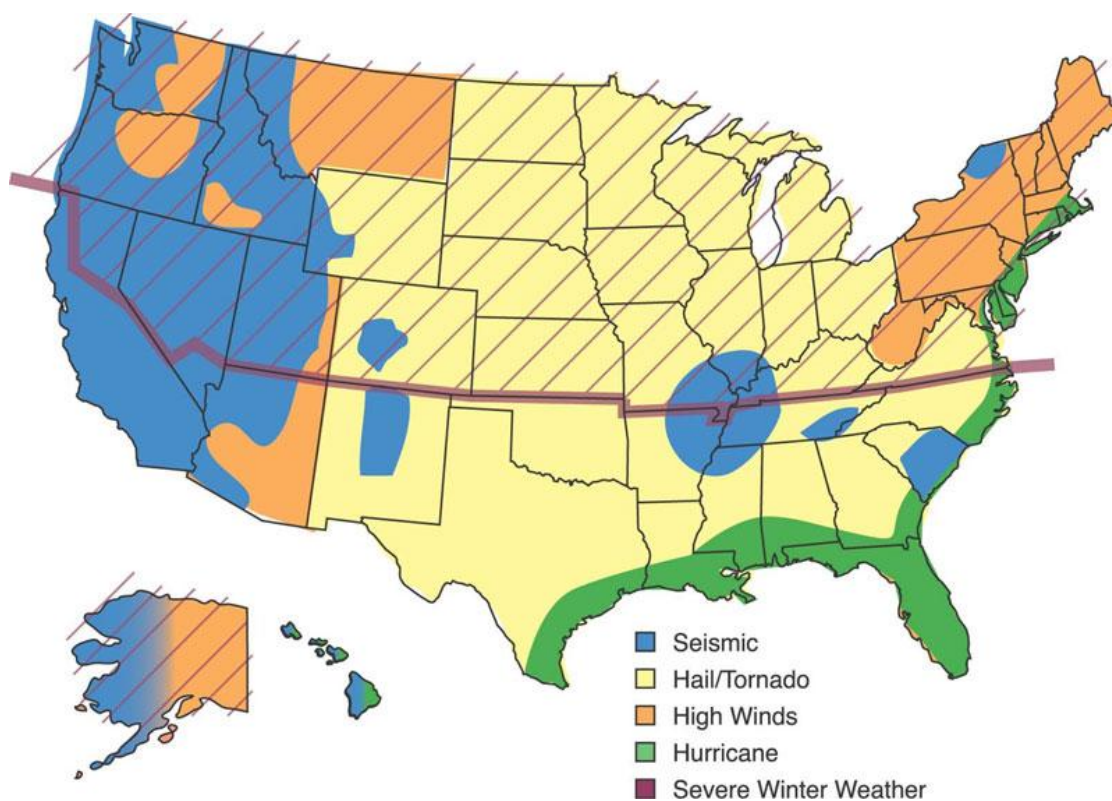 Seismic
Hail/Tornado
High Winds
Hurricane
Severe Winter Weather